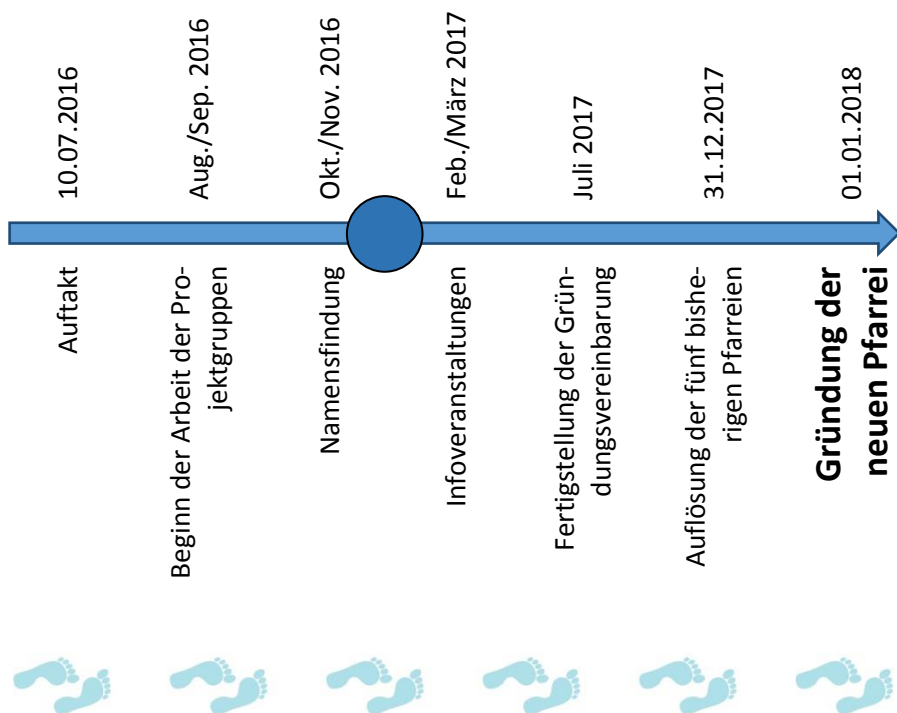 10.07.2016
Aug./Sep. 2016
Okt./Nov. 2016
Feb./März 2017
Juli 2017
31.12.2017
01.01.2018
Auftakt
Beginn der Arbeit der Pro-
jektgruppen
Namensfindung
Infoveranstaltungen
Fertigstellung der Grün-
dungsvereinbarung
Auflösung der fünf bishe-
rigen Pfarreien
Gründung der
neuen Pfarrei